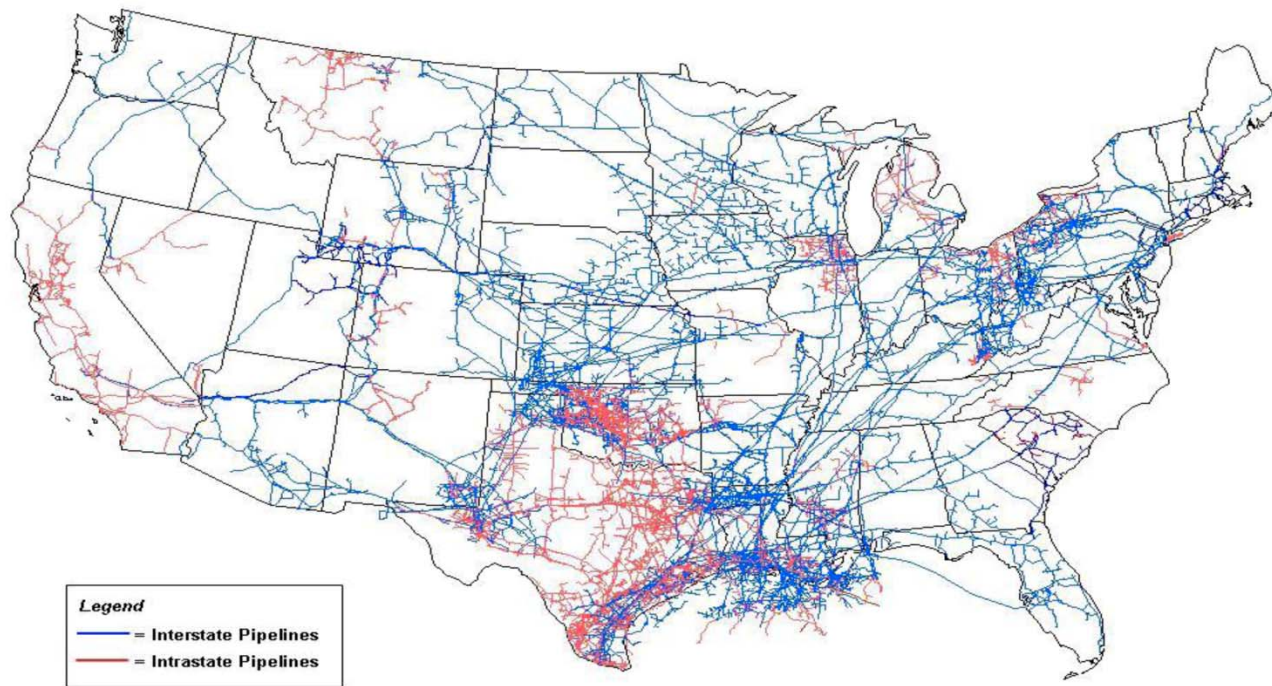 Legend
= Interstate Pipelines
= Intrastate Pipelines